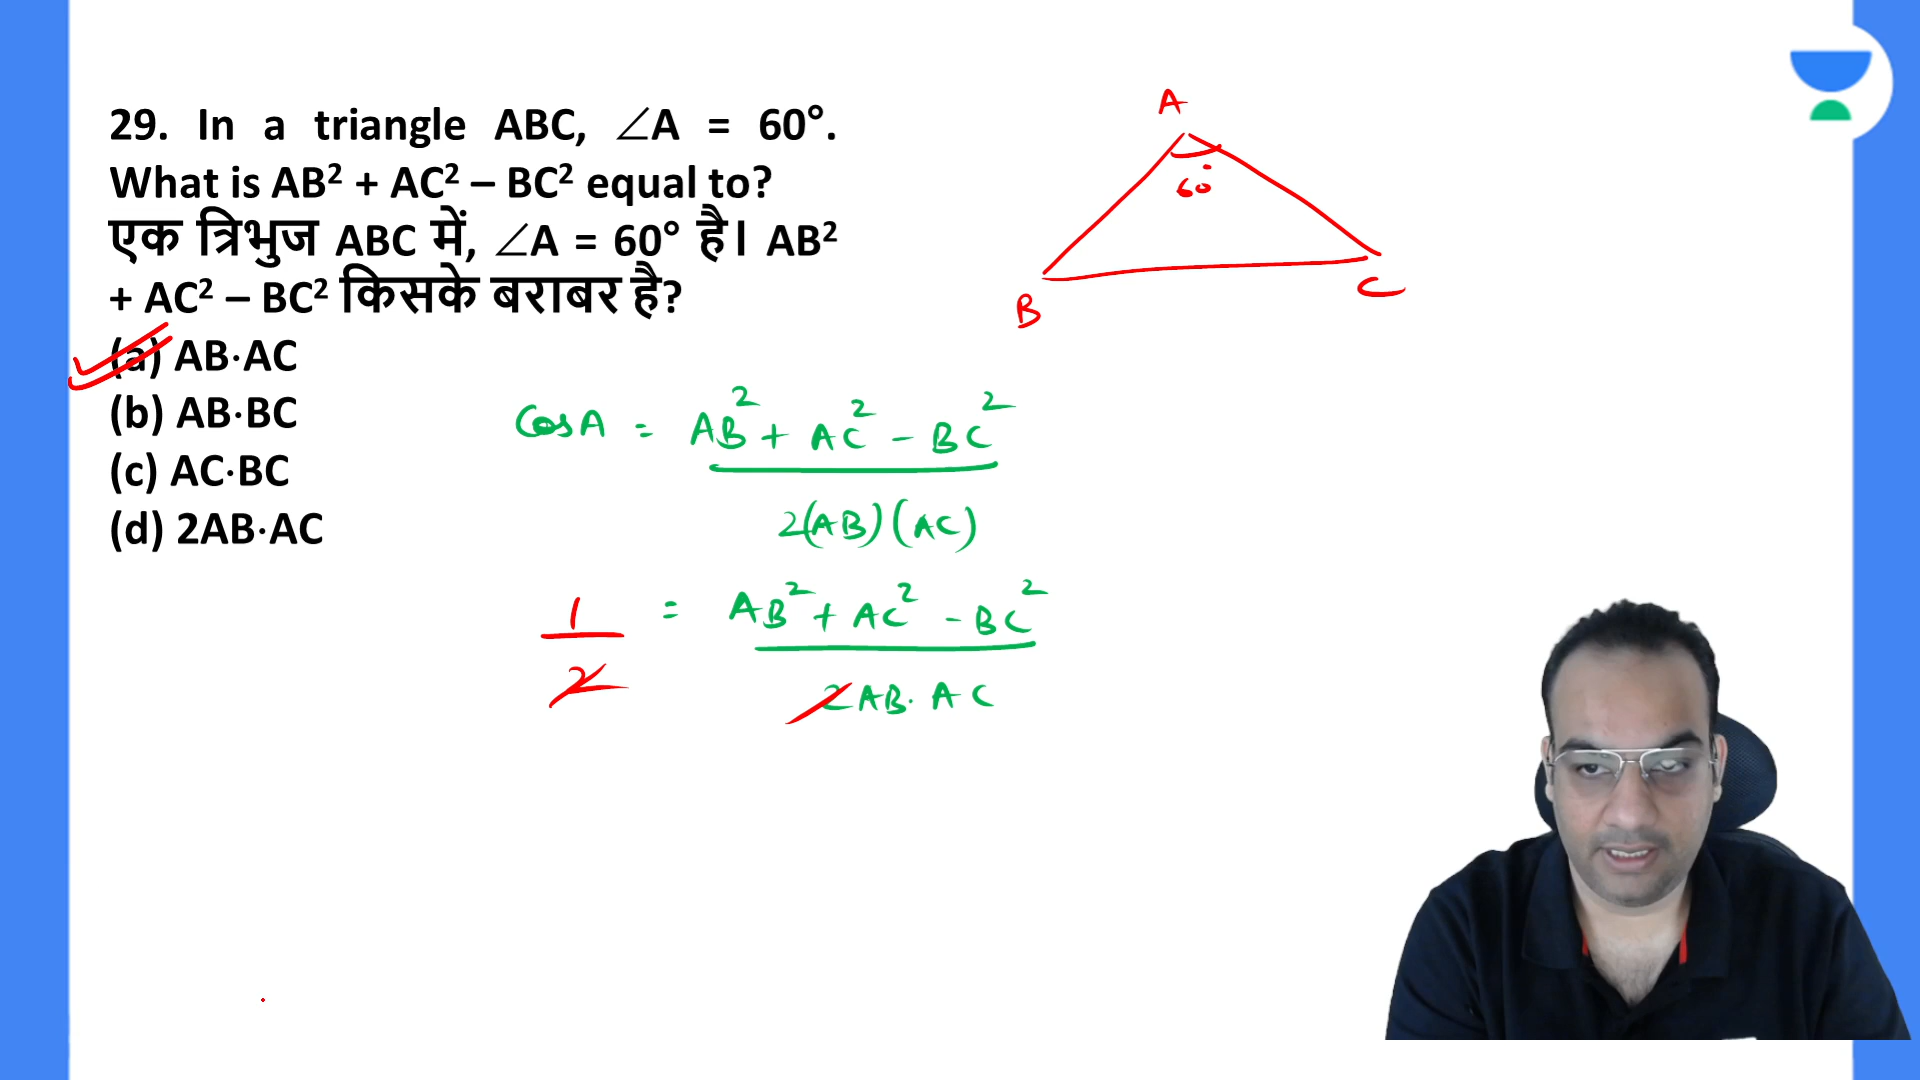 29. In a triangle ABC, ∠A = 60°.
What is AB² + AC² – BC² equal to?
एक त्रिभुज ABC में, ∠A = 60° है। AB²
+ AC² – BC² किसके बराबर है?
(a) AB·AC
(b) AB·BC
(c) AC·BC
(d) 2AB·AC
A
60°
B
C
Cos A = AB² + AC² - BC²
2(AB)(AC)
1 = AB² + AC² - BC²
2
2AB·AC